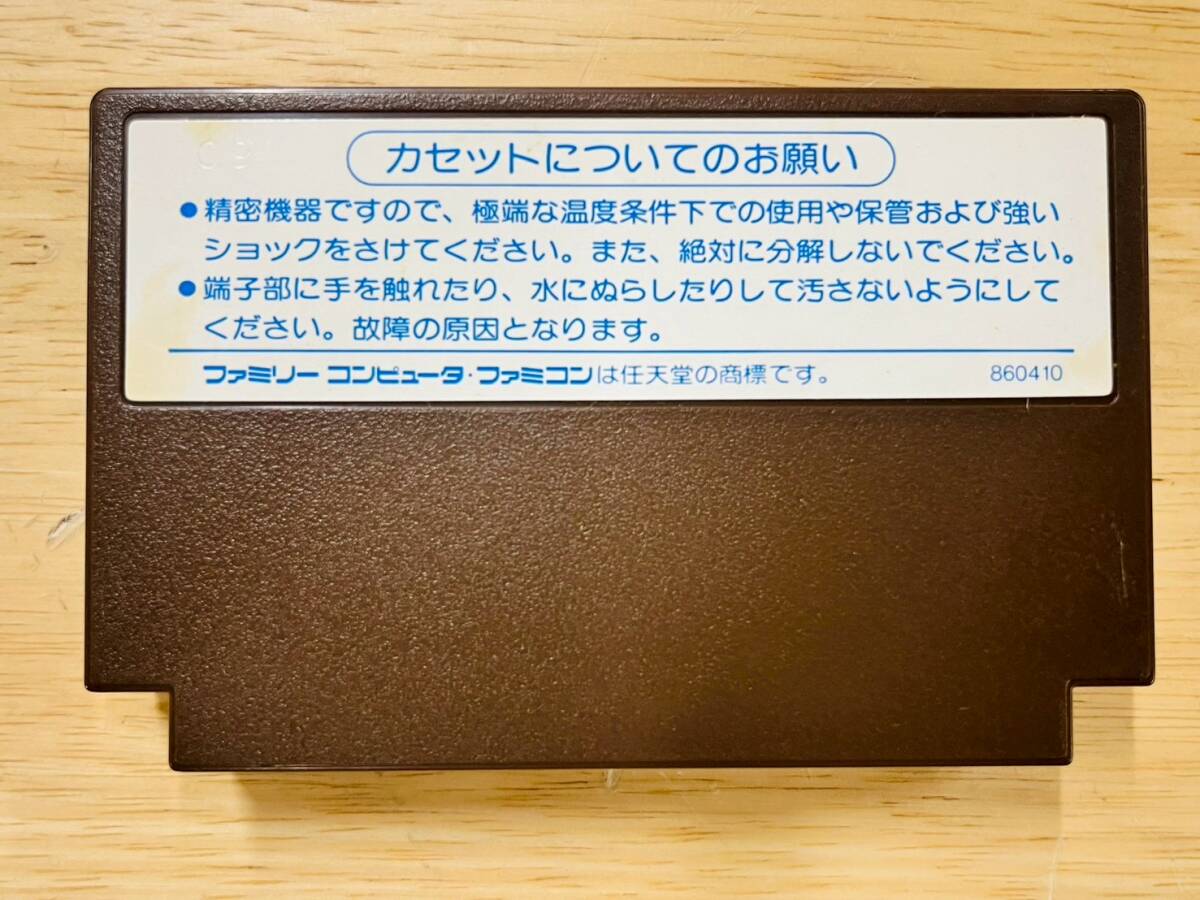 カセットについてのお願い
●精密機器ですので、極端な温度条件下での使用や保管および強い
ショックをさけてください。また、絶対に分解しないでください。
●端子部に手を触れたり、水にぬらしたりして汚さないようにして
ください。故障の原因となります。
ファミリー コンピュータ・ファミコンは任天堂の商標です。 860410